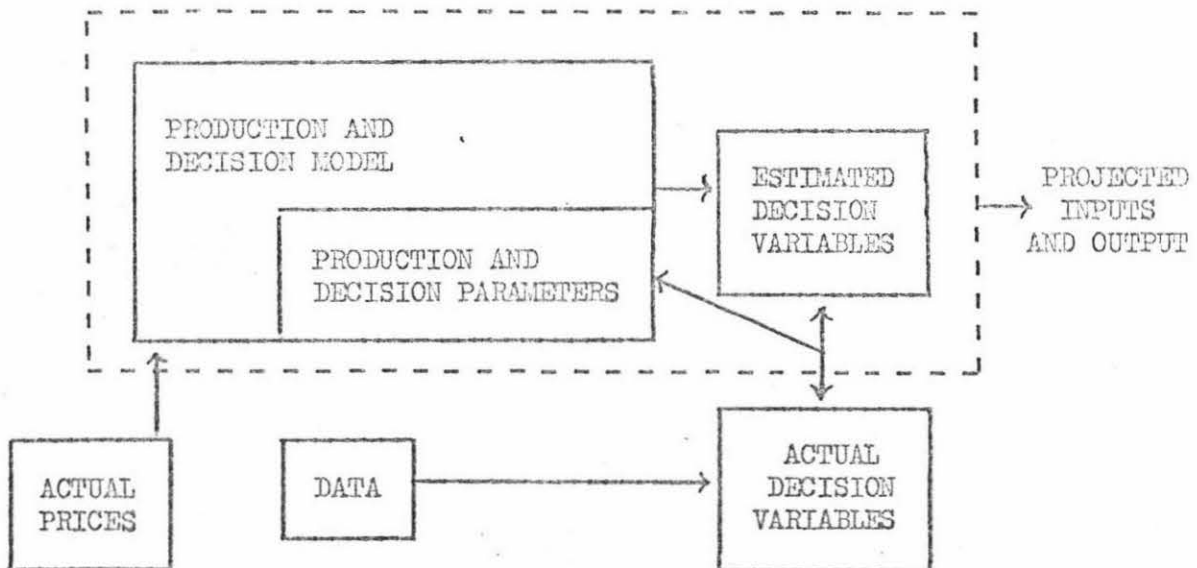 PRODUCTION AND
DECISION MODEL
PRODUCTION AND
DECISION PARAMETERS
ESTIMATED
DECISION
VARIABLES
PROJECTED
INPUTS
AND OUTPUT
ACTUAL
PRICES
DATA
ACTUAL
DECISION
VARIABLES